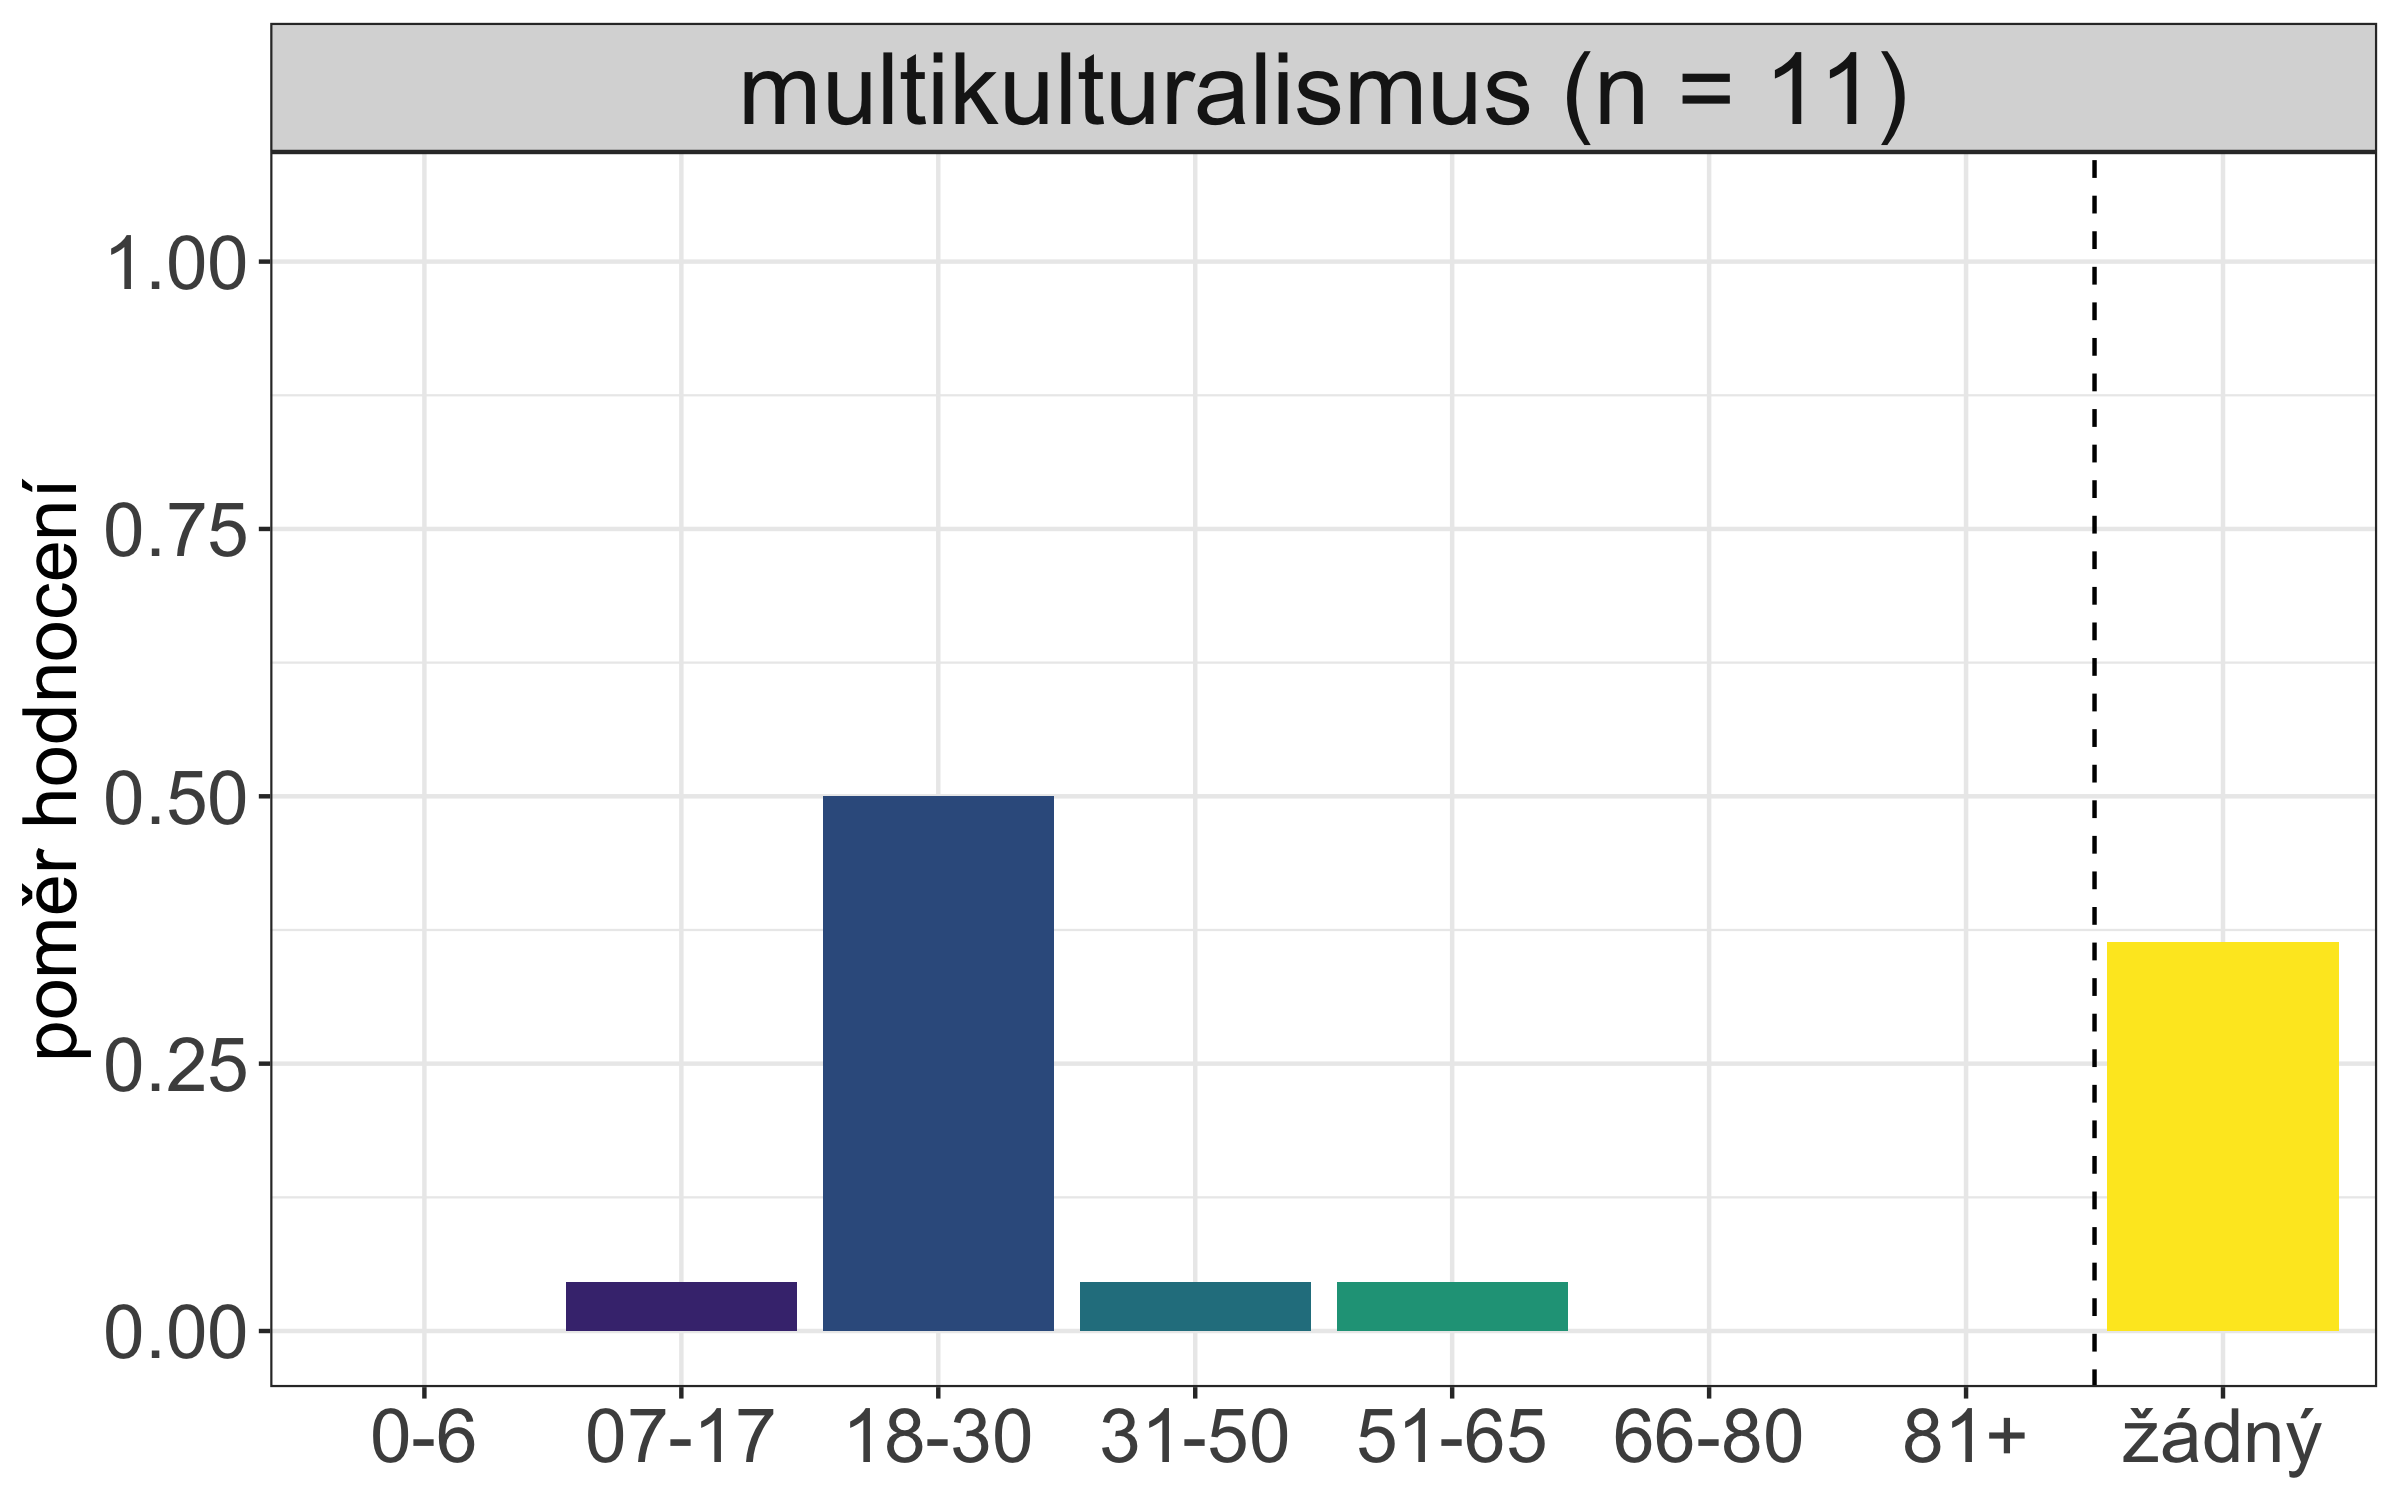 multikulturalismus (n = 11)
poměr hodnocení
1.00
0.75
0.50
0.25
0.00
0-6 07-17 18-30 31-50 51-65 66-80 81+ žádný